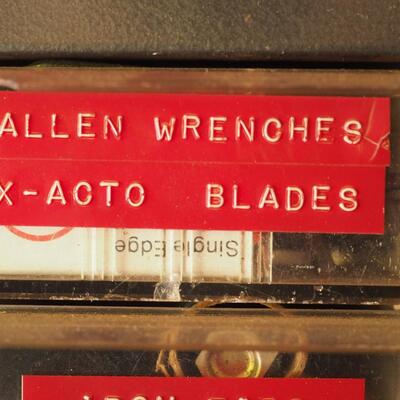 ALLEN WRENCHES
X-ACTO BLADES
Single Edge